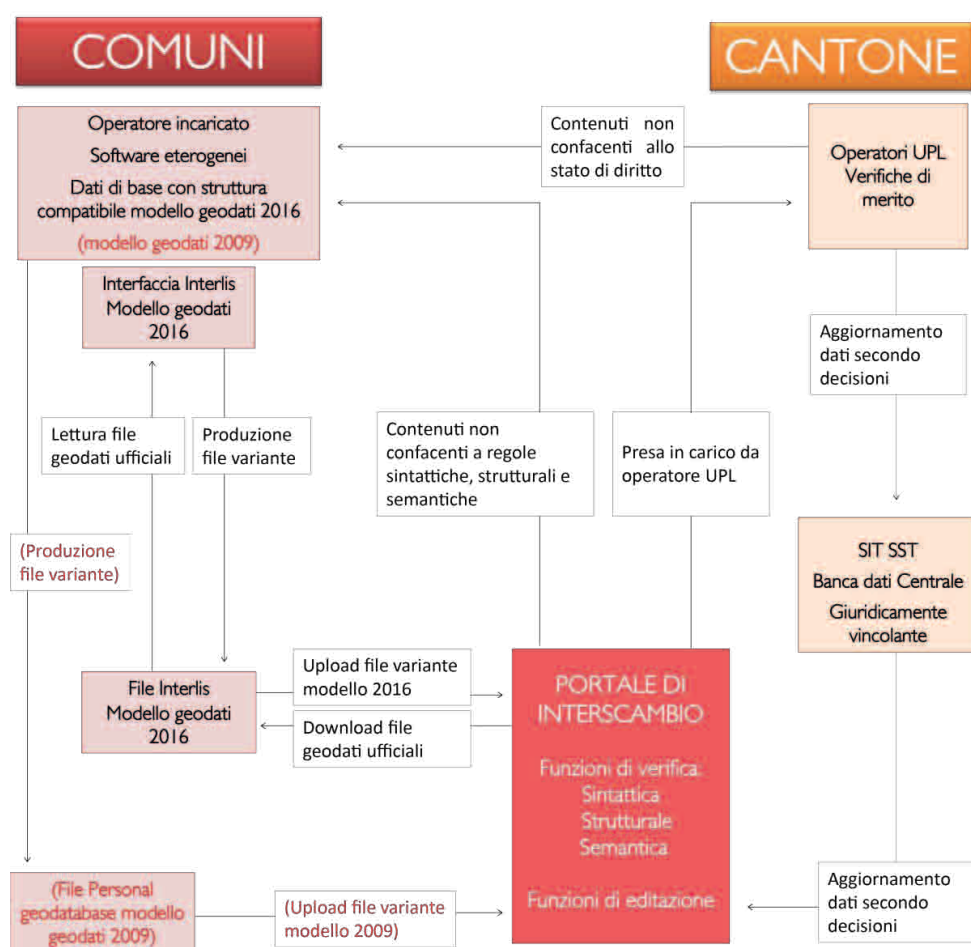 COMUNI
CANTONE
Operatore incaricato
Software eterogenei
Dati di base con struttura
compatibile modello geodati 2016
(modello geodati 2009)
Contenuti non
confacenti allo
stato di diritto
Operatori UPL
Verifiche di
merito
Interfaccia Interlis
Modello geodati
2016
Aggiornamento
dati secondo
decisioni
Lettura file
geodati ufficiali
Produzione
file variante
Contenuti non
confacenti a regole
sintattiche, strutturali e
semantiche
Presa in carico da
operatore UPL
(Produzione
file variante)
SIT SST
Banca dati Centrale
Giuridicamente
vincolante
File Interlis
Modello geodati
2016
Upload file variante
modello 2016
Download file
geodati ufficiali
PORTALE DI
INTERSCAMBIO
Funzioni di verifica:
Sintattica
Strutturale
Semantica
Funzioni di editazione
(File Personal
geodatabase modello
geodati 2009)
(Upload file variante
modello 2009)
Aggiornamento
dati secondo
decisioni